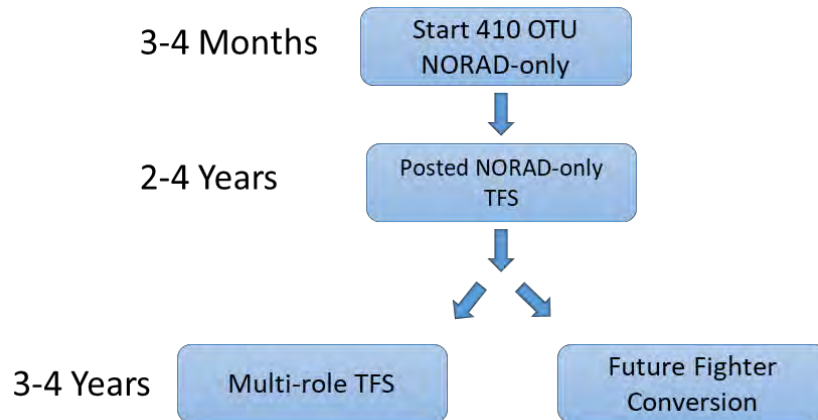 3-4 Months
Start 410 OTU
NORAD-only
2-4 Years
Posted NORAD-only
TFS
3-4 Years
Multi-role TFS
Future Fighter
Conversion